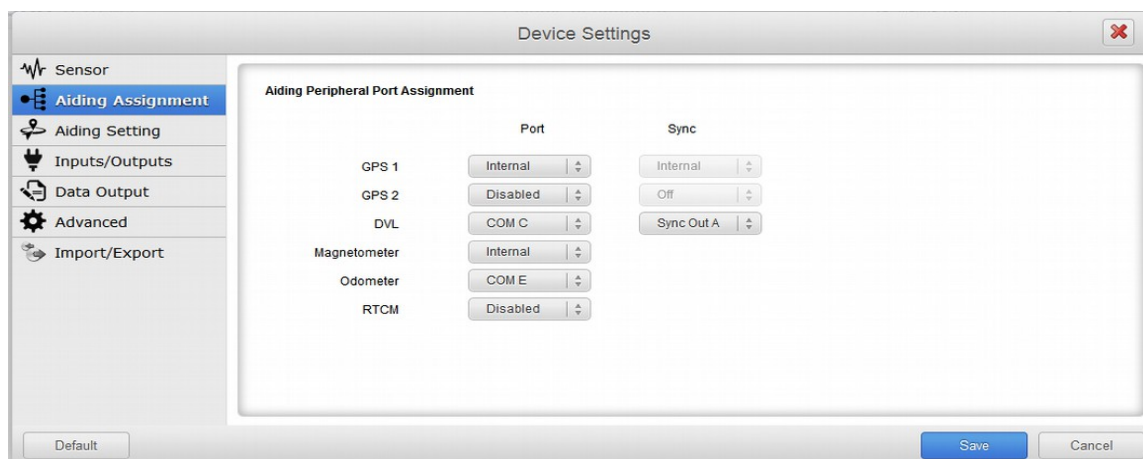 Device Settings
Sensor
Aiding Assignment
Aiding Setting
Inputs/Outputs
Data Output
Advanced
Import/Export
Aiding Peripheral Port Assignment
Port Sync
GPS 1 Internal Internal
GPS 2 Disabled Off
DVL COM C Sync Out A
Magnetometer Internal
Odometer COM E
RTCM Disabled
Default Save Cancel